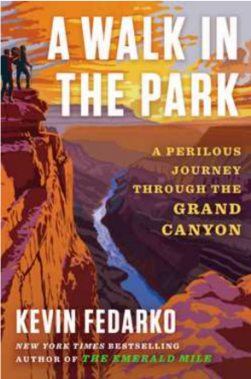 A WALK IN
THE PARK
A PERILOUS
JOURNEY
THROUGH THE
GRAND
CANYON
KEVIN FEDARKO
NEW YORK TIMES BESTSELLING
AUTHOR OF THE EMERALD MILE